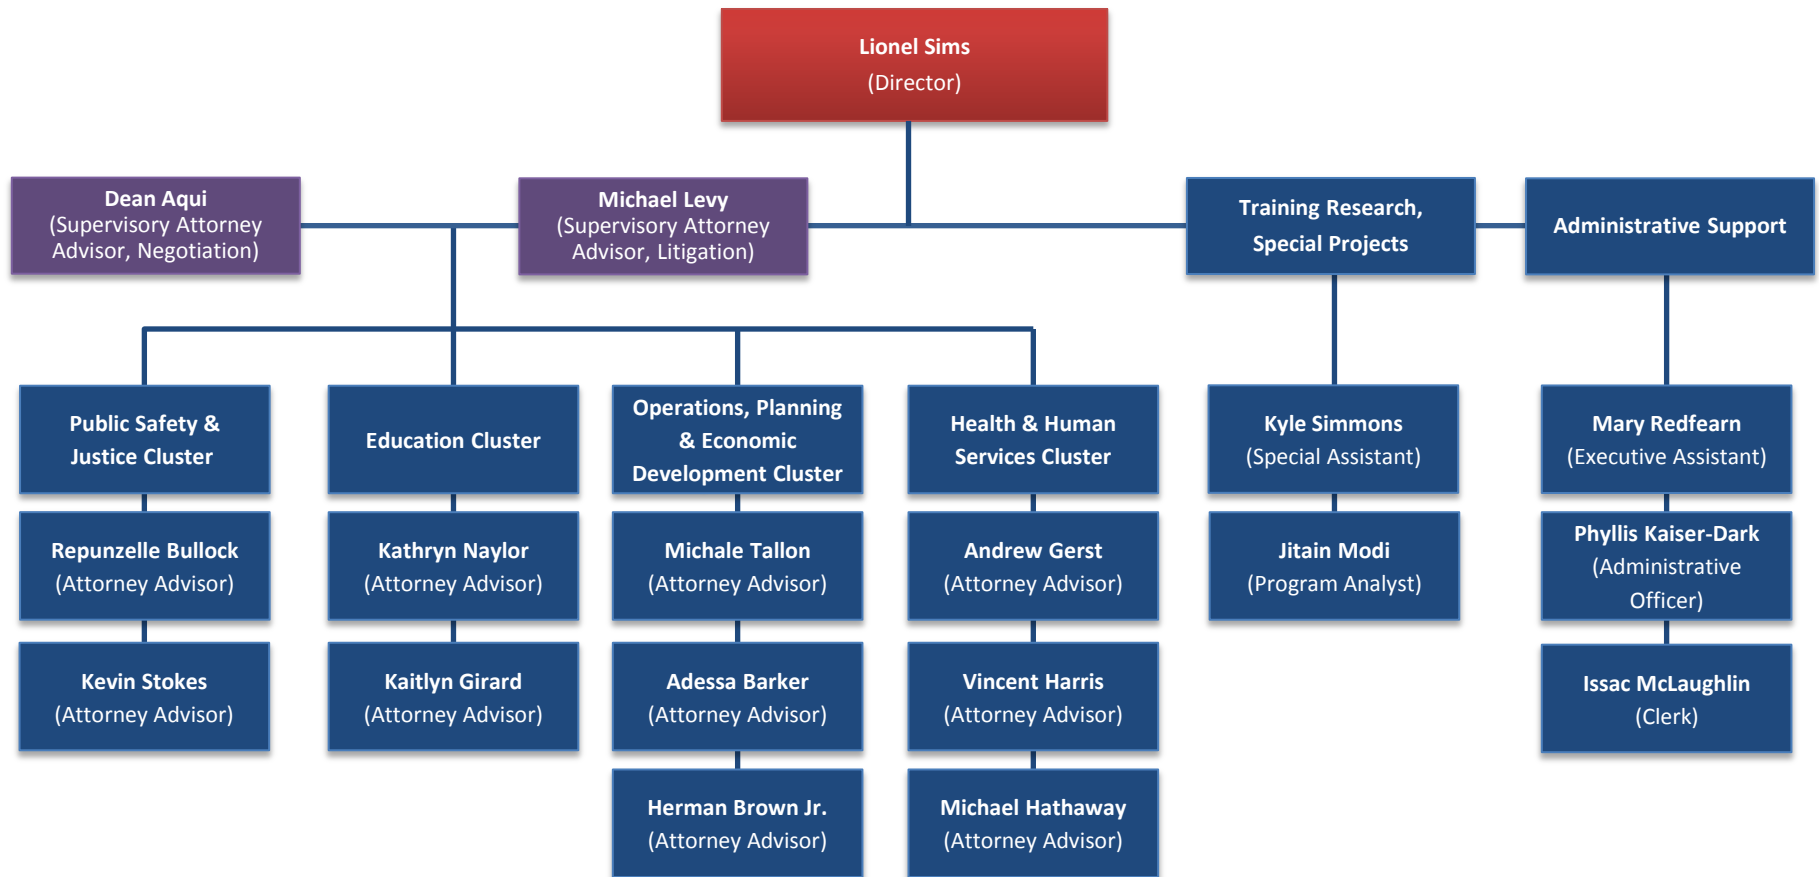 Lionel Sims
(Director)
Dean Aqui
(Supervisory Attorney
Advisor, Negotiation)
Michael Levy
(Supervisory Attorney
Advisor, Litigation)
Training Research,
Special Projects
Administrative Support
Public Safety &
Justice Cluster
Education Cluster
Operations, Planning
& Economic
Development Cluster
Health & Human
Services Cluster
Kyle Simmons
(Special Assistant)
Mary Redfearn
(Executive Assistant)
Repunzelle Bullock
(Attorney Advisor)
Kathryn Naylor
(Attorney Advisor)
Michale Tallon
(Attorney Advisor)
Andrew Gerst
(Attorney Advisor)
Jitain Modi
(Program Analyst)
Phyllis Kaiser-Dark
(Administrative
Officer)
Kevin Stokes
(Attorney Advisor)
Kaitlyn Girard
(Attorney Advisor)
Adessa Barker
(Attorney Advisor)
Vincent Harris
(Attorney Advisor)
Issac McLaughlin
(Clerk)
Herman Brown Jr.
(Attorney Advisor)
Michael Hathaway
(Attorney Advisor)